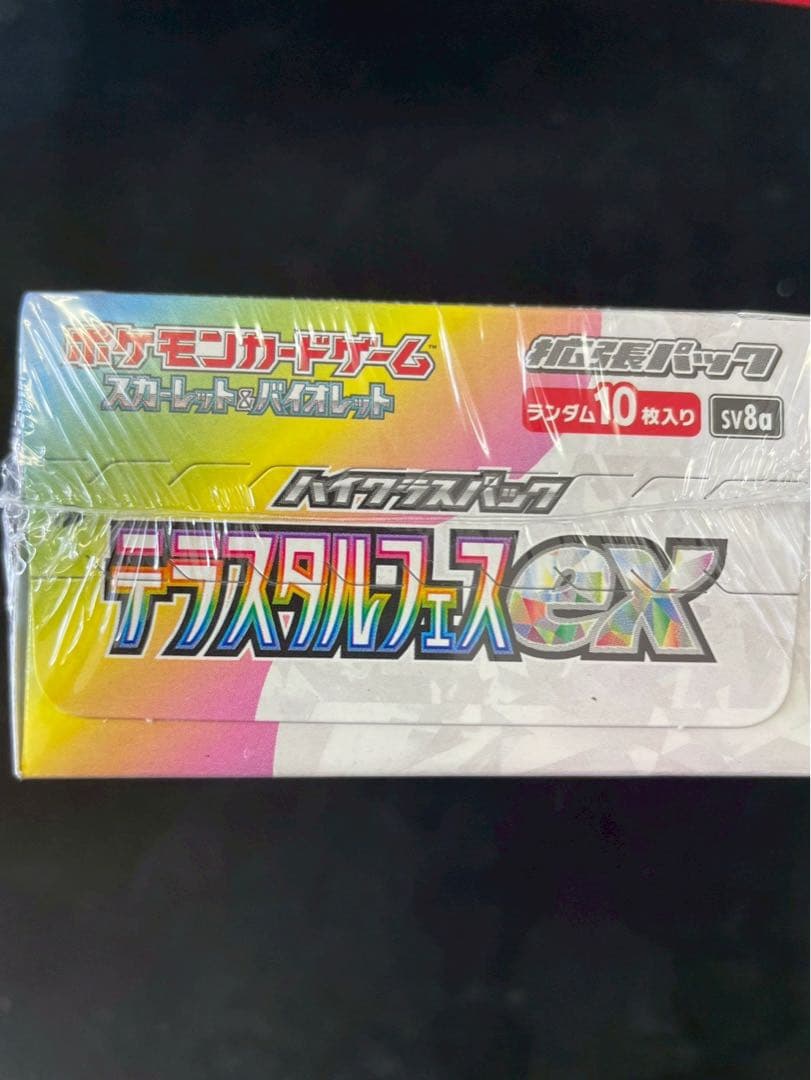 ポケモンカードゲーム™
スカーレット&バイオレット
拡張パック
ランダム10枚入り
sv8a
ハイクラスパック
テラスタル・フェスex